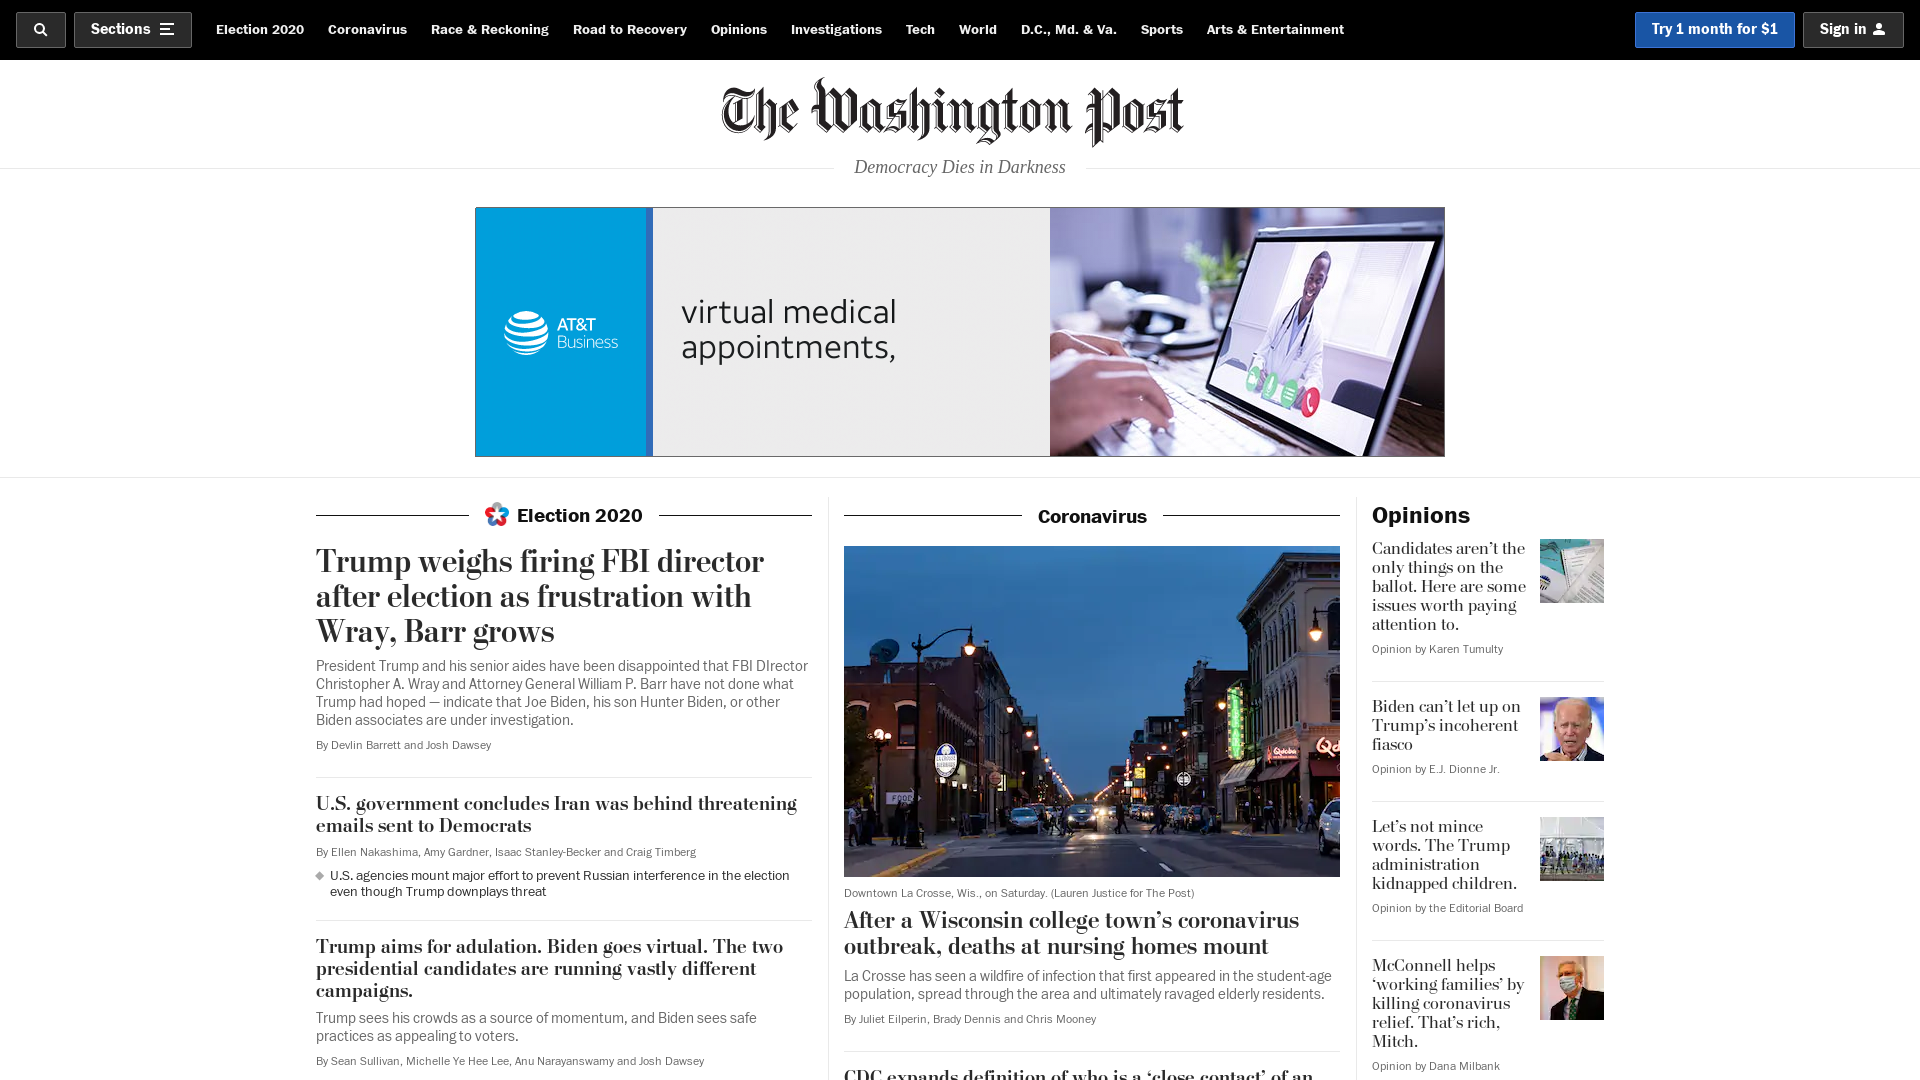 Sections
Election 2020
Coronavirus
Race & Reckoning
Road to Recovery
Opinions
Investigations
Tech
World
D.C., Md. & Va.
Sports
Arts & Entertainment
Try 1 month for $1
Sign in
The Washington Post
Democracy Dies in Darkness
AT&T
Business
virtual medical
appointments,
Election 2020
Trump weighs firing FBI director
after election as frustration with
Wray, Barr grows
President Trump and his senior aides have been disappointed that FBI DIrector
Christopher A. Wray and Attorney General William P. Barr have not done what
Trump had hoped — indicate that Joe Biden, his son Hunter Biden, or other
Biden associates are under investigation.
By Devlin Barrett and Josh Dawsey
U.S. government concludes Iran was behind threatening
emails sent to Democrats
By Ellen Nakashima, Amy Gardner, Isaac Stanley-Becker and Craig Timberg
U.S. agencies mount major effort to prevent Russian interference in the election
even though Trump downplays threat
Trump aims for adulation. Biden goes virtual. The two
presidential candidates are running vastly different
campaigns.
Trump sees his crowds as a source of momentum, and Biden sees safe
practices as appealing to voters.
By Sean Sullivan, Michelle Ye Hee Lee, Anu Narayanswamy and Josh Dawsey
Coronavirus
FOOD
Qdoba
Qdo
Downtown La Crosse, Wis., on Saturday. (Lauren Justice for The Post)
After a Wisconsin college town’s coronavirus
outbreak, deaths at nursing homes mount
La Crosse has seen a wildfire of infection that first appeared in the student-age
population, spread through the area and ultimately ravaged elderly residents.
By Juliet Eilperin, Brady Dennis and Chris Mooney
CDC expands definition of who is a ‘close contact’ of an
Opinions
Candidates aren’t the
only things on the
ballot. Here are some
issues worth paying
attention to.
Opinion by Karen Tumulty
Biden can’t let up on
Trump’s incoherent
fiasco
Opinion by E.J. Dionne Jr.
Let’s not mince
words. The Trump
administration
kidnapped children.
Opinion by the Editorial Board
McConnell helps
‘working families’ by
killing coronavirus
relief. That’s rich,
Mitch.
Opinion by Dana Milbank